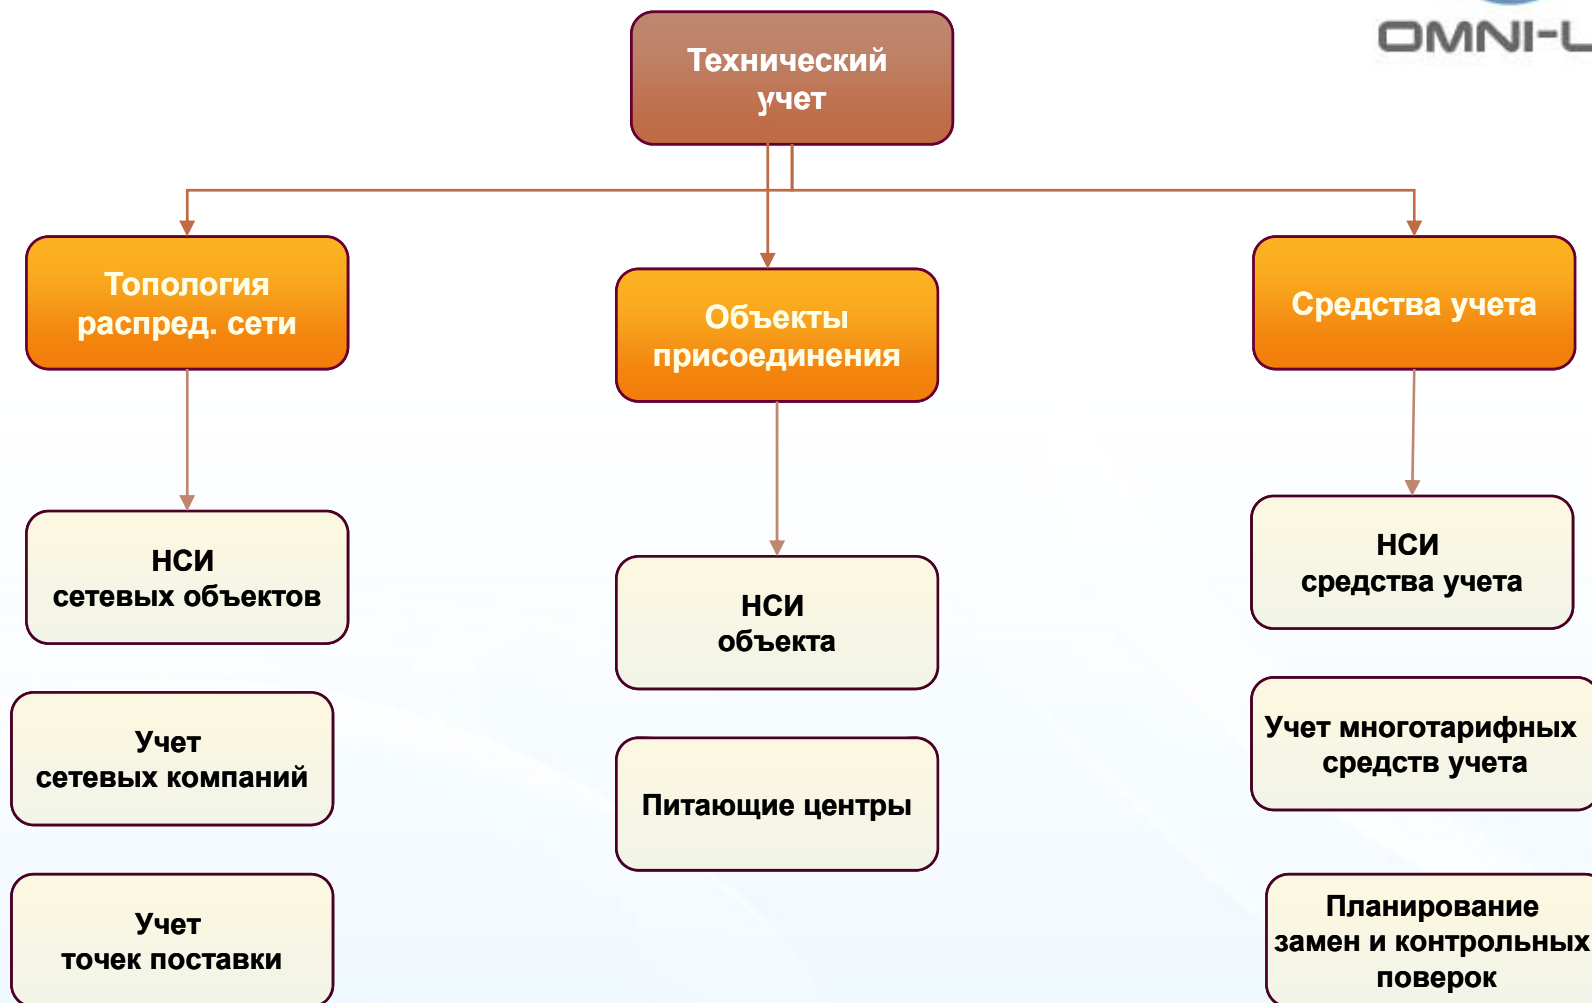 OMNI-U
Технический
учет
Топология
распред. сети
Объекты
присоединения
Средства учета
НСИ
сетевых объектов
НСИ
объекта
НСИ
средства учета
Учет
сетевых компаний
Питающие центры
Учет многотарифных
средств учета
Учет
точек поставки
Планирование
замен и контрольных
поверок